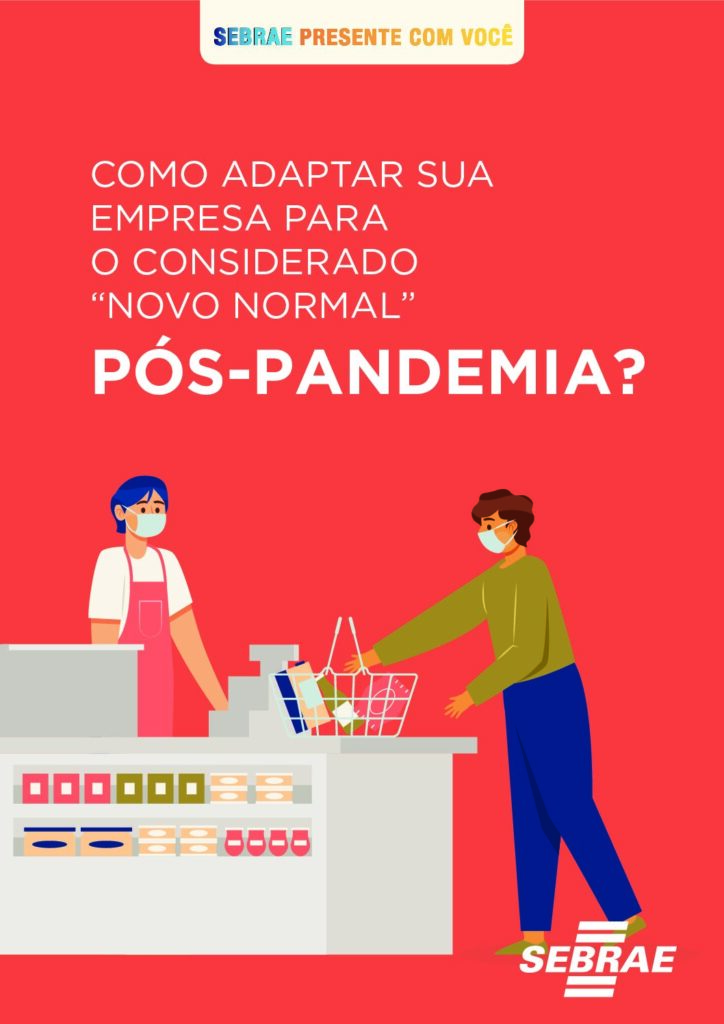 SEBRAE PRESENTE COM VOCÊ
COMO ADAPTAR SUA
EMPRESA PARA
O CONSIDERADO
“NOVO NORMAL”
PÓS-PANDEMIA?
SEBRAE